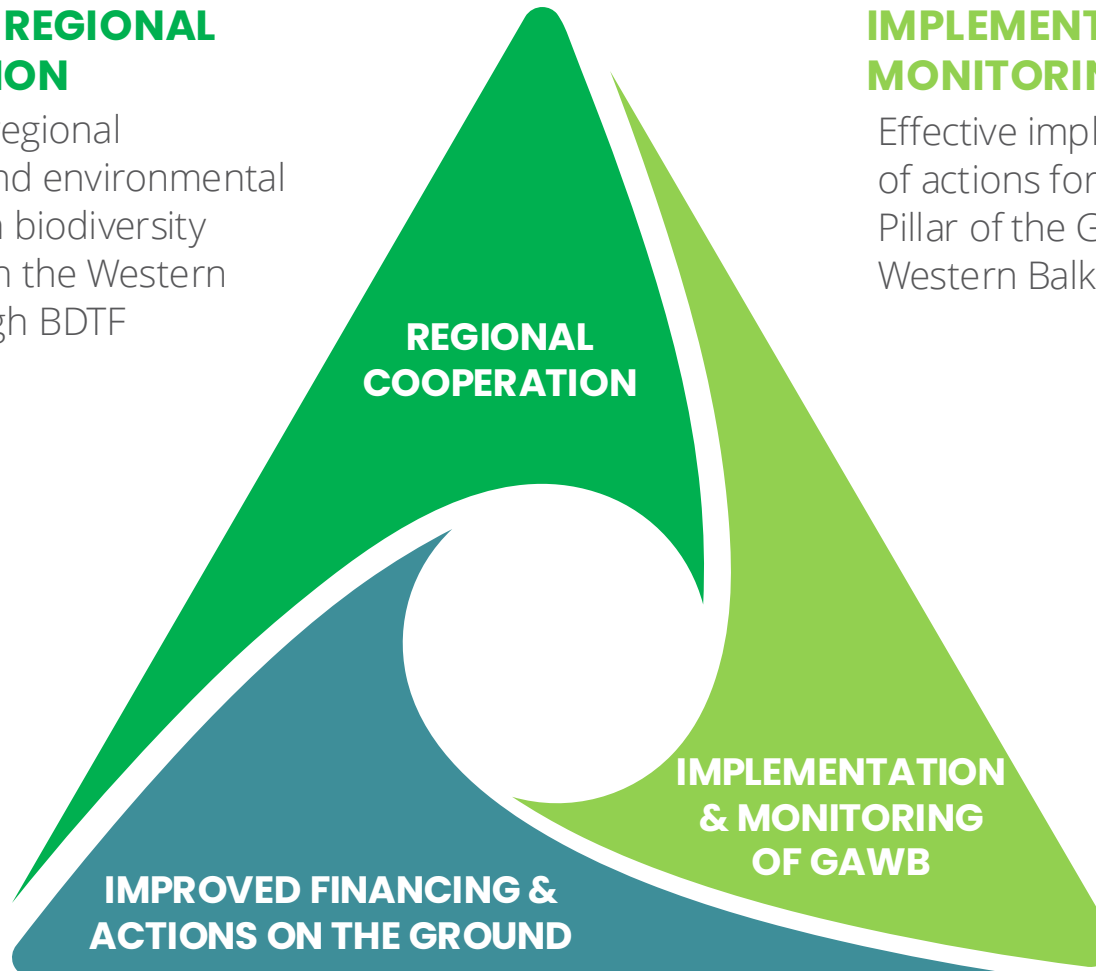 REGIONAL
ION
egional
nd environmental
biodiversity
n the Western
gh BDTF
IMPLEMENT
MONITORIN
Effective impl
of actions for
Pillar of the G
Western Balk
REGIONAL
COOPERATION
IMPLEMENTATION
& MONITORING
OF GAWB
IMPROVED FINANCING &
ACTIONS ON THE GROUND